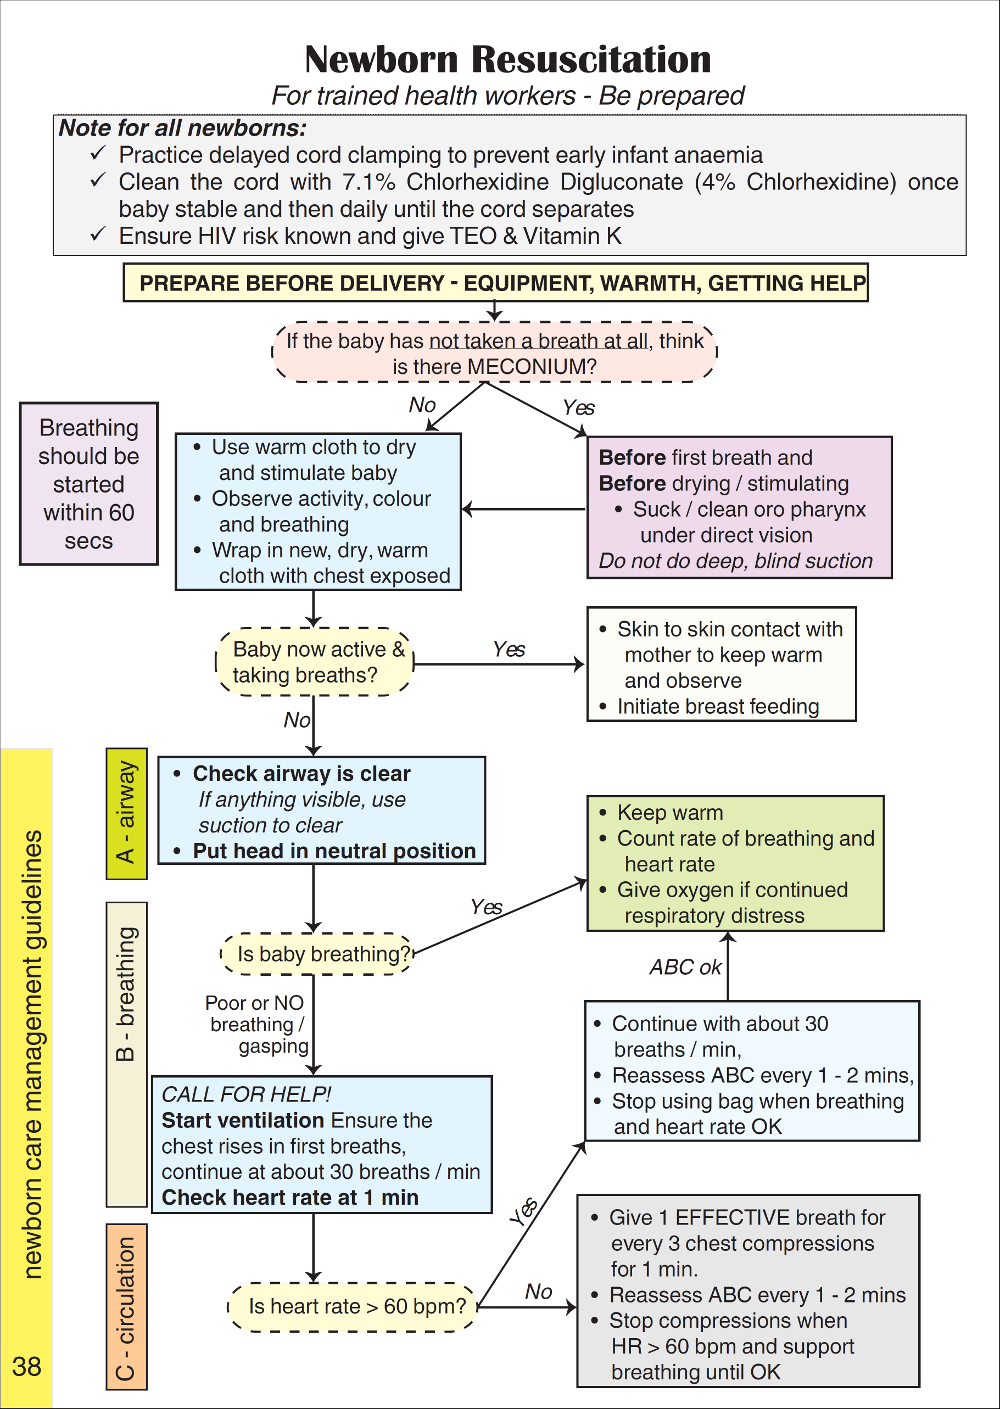 Newborn Resuscitation
For trained health workers - Be prepared
Note for all newborns:
✓ Practice delayed cord clamping to prevent early infant anaemia
✓ Clean the cord with 7.1% Chlorhexidine Digluconate (4% Chlorhexidine) once
baby stable and then daily until the cord separates
✓ Ensure HIV risk known and give TEO & Vitamin K
PREPARE BEFORE DELIVERY - EQUIPMENT, WARMTH, GETTING HELP
If the baby has not taken a breath at all, think
is there MECONIUM?
No
Yes
Breathing
should be
started
within 60
secs
• Use warm cloth to dry
and stimulate baby
• Observe activity, colour
and breathing
• Wrap in new, dry, warm
cloth with chest exposed
Before first breath and
Before drying / stimulating
• Suck / clean oro pharynx
under direct vision
Do not do deep, blind suction
Baby now active &
taking breaths?
Yes
• Skin to skin contact with
mother to keep warm
and observe
• Initiate breast feeding
No
A - airway
• Check airway is clear
If anything visible, use
suction to clear
• Put head in neutral position
• Keep warm
• Count rate of breathing and
heart rate
• Give oxygen if continued
respiratory distress
Yes
B - breathing
Is baby breathing?
ABC ok
Poor or NO
breathing /
gasping
• Continue with about 30
breaths / min,
• Reassess ABC every 1 - 2 mins,
• Stop using bag when breathing
and heart rate OK
CALL FOR HELP!
Start ventilation Ensure the
chest rises in first breaths,
continue at about 30 breaths / min
Check heart rate at 1 min
Yes
C - circulation
Is heart rate > 60 bpm?
No
• Give 1 EFFECTIVE breath for
every 3 chest compressions
for 1 min.
• Reassess ABC every 1 - 2 mins
• Stop compressions when
HR > 60 bpm and support
breathing until OK
newborn care management guidelines
38